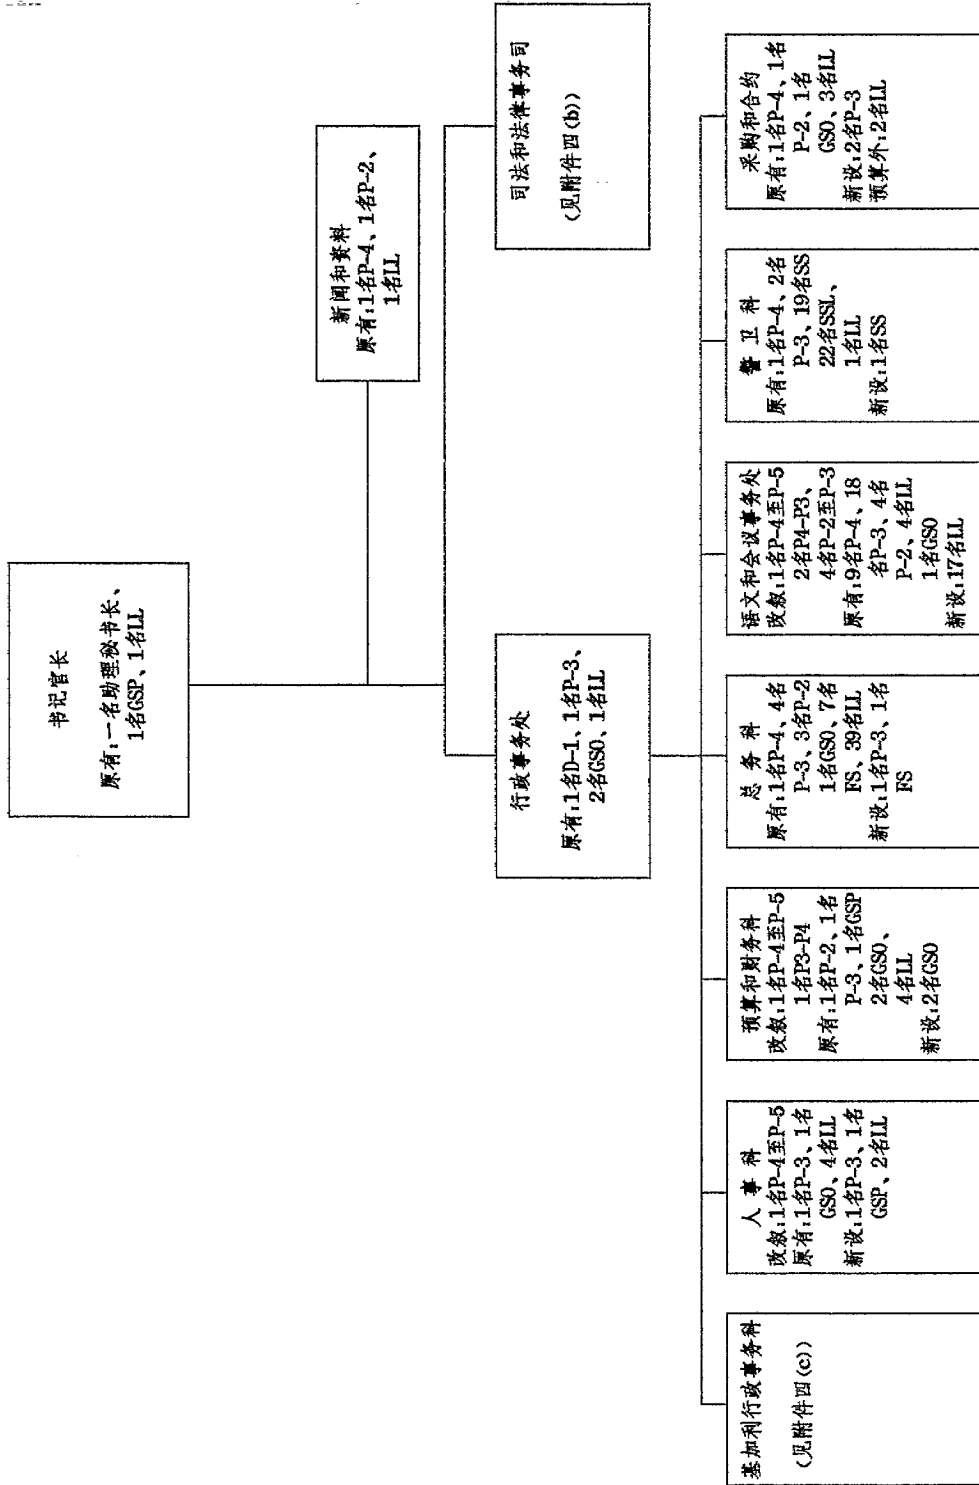 书记官长
原有:一名助理秘书长、
1名GSP、1名LL
新闻和资料
原有:1名P-4、1名P-2、
1名LL
行政事务处
原有:1名D-1、1名P-3、
2名GSO、1名LL
司法和法律事务司
(见附件四(b))
基加利行政事务科
(见附件四(c))
人事科
改叙:1名P-4至P-5
原有:1名P-3、1名
GSO、4名LL
新设:1名P-3、1名
GSP、2名LL
预算和财务科
改叙:1名P-4至P-5
1名P3-P4
原有:1名P-2、1名
P-3、1名GSP
2名GSO、
4名LL
新设:2名GSO
总务科
原有:1名P-4、4名
P-3、3名P-2
1名GSO、7名
FS、39名LL
新设:1名P-3、1名
FS
语文和会议事务处
改叙:1名P-4至P-5
2名P4-P3、
4名P-2至P-3
原有:9名P-4、18
名P-3、4名
P-2、4名LL
1名GSO
新设:17名LL
警卫科
原有:1名P-4、2名
P-3、19名SS
22名SSL、
1名LL
新设:1名SS
采购和合约
原有:1名P-4、1名
P-2、1名
GSO、3名LL
新设:2名P-3
预算外:2名LL